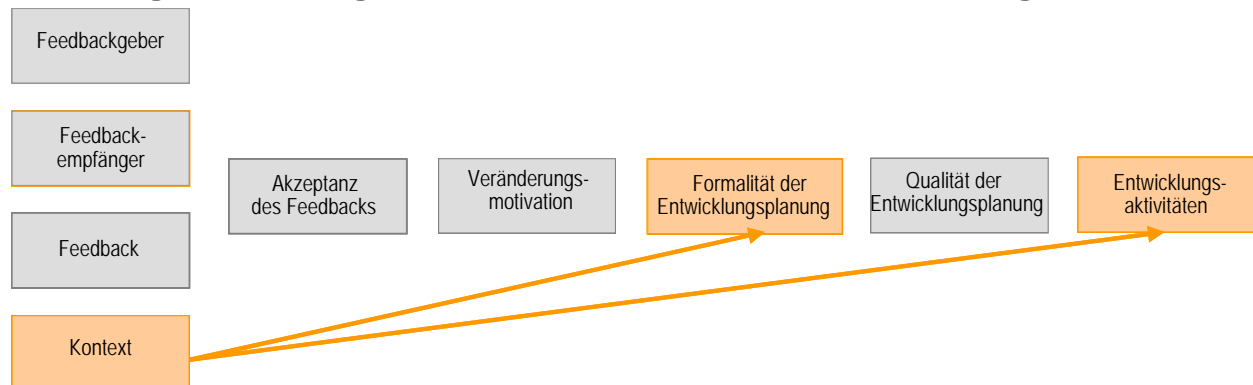 Feedbackgeber
Feedback-
empfänger
Feedback
Kontext
Akzeptanz
des Feedbacks
Veränderungs-
motivation
Formalität der
Entwicklungsplanung
Qualität der
Entwicklungsplanung
Entwicklungs-
aktivitäten